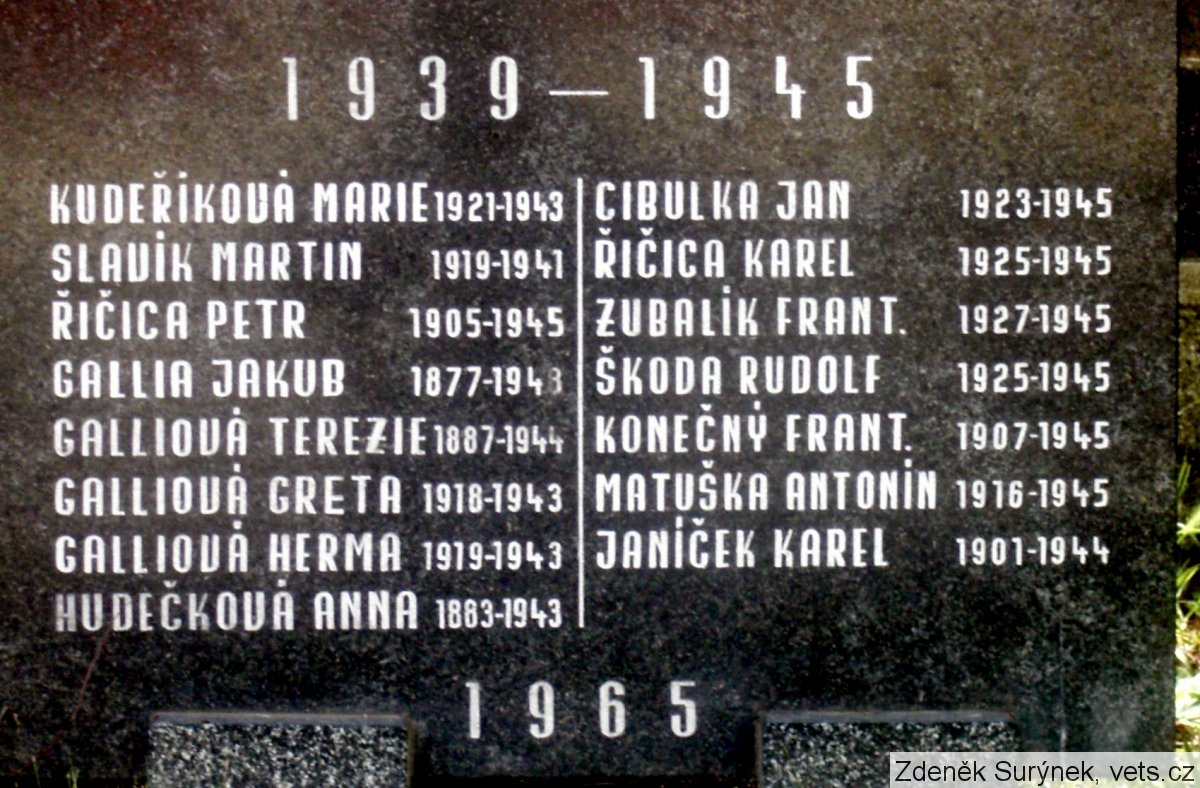 1939 – 1945
KUDEŘÍKOVÁ MARIE 1921-1943
SLAVÍK MARTIN 1919-1941
ŘIČICA PETR 1905-1945
GALLIA JAKUB 1877-1943
GALLIOVÁ TEREZIE 1887-1944
GALLIOVÁ GRETA 1918-1943
GALLIOVÁ HERMA 1919-1943
HUDEČKOVÁ ANNA 1883-1943
CIBULKA JAN 1923-1945
ŘIČICA KAREL 1925-1945
ZUBALÍK FRANT. 1927-1945
ŠKODA RUDOLF 1925-1945
KONEČNÝ FRANT. 1907-1945
MATUŠKA ANTONÍN 1916-1945
JANÍČEK KAREL 1901-1944
1965
Zdeněk Surýnek, vets.cz